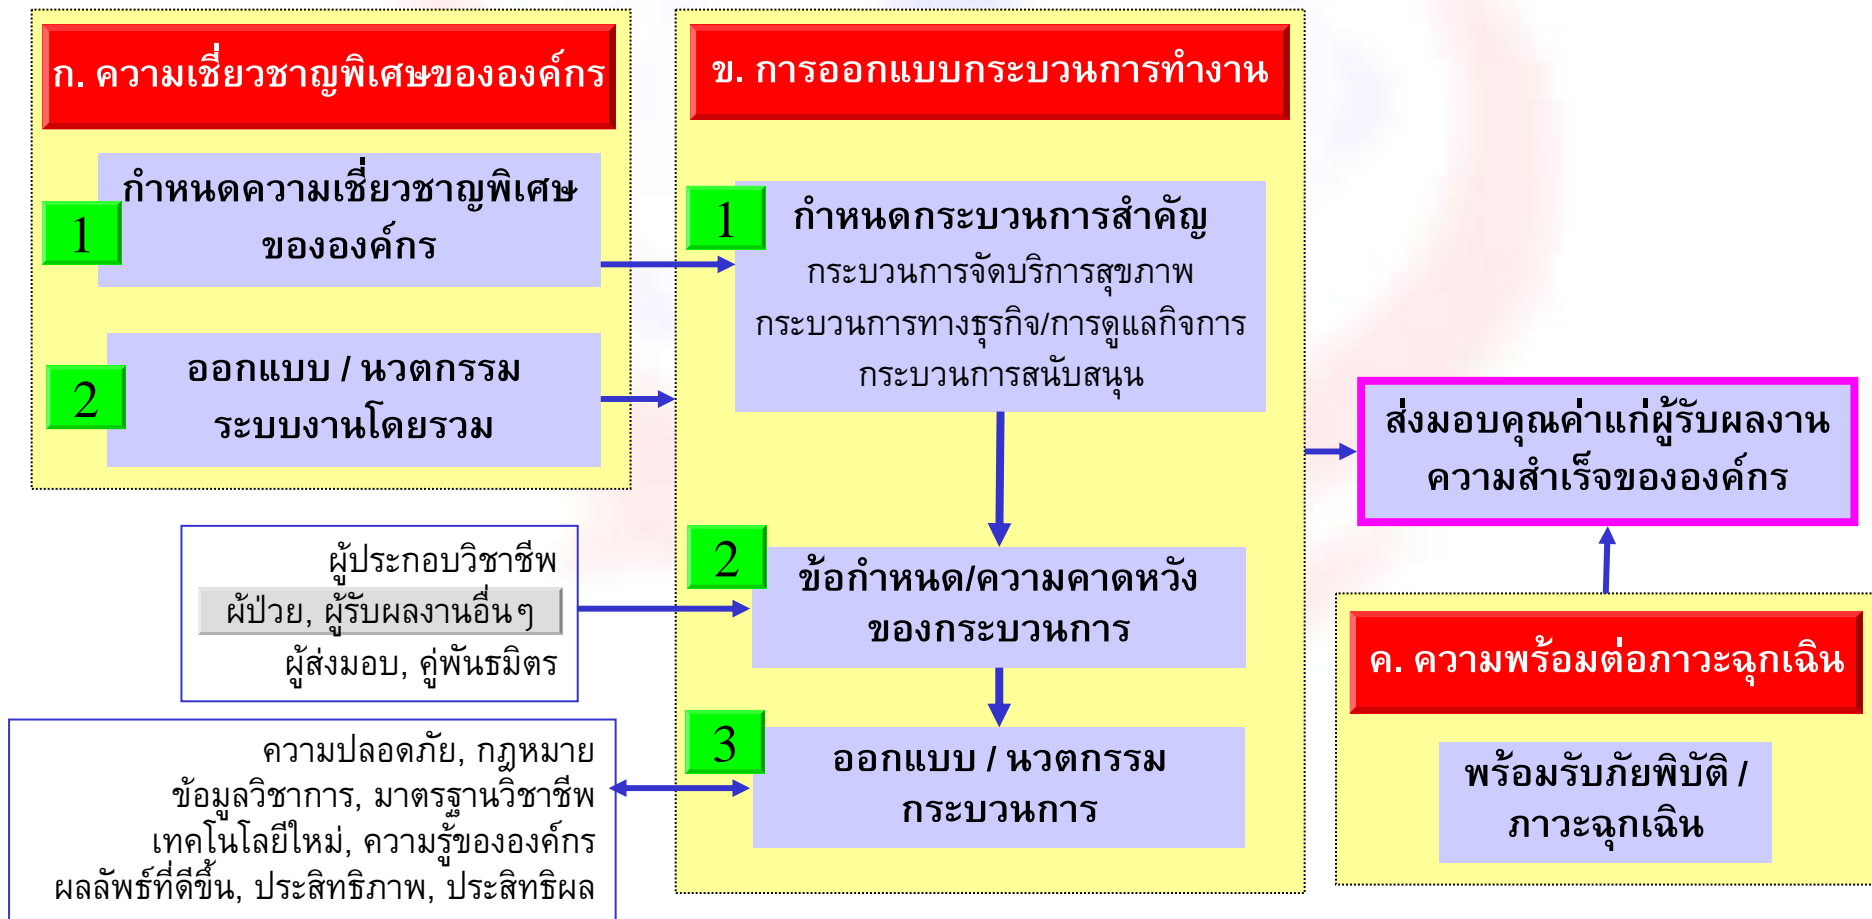 ก. ความเชี่ยวชาญพิเศษขององค์กร
1
กำหนดความเชี่ยวชาญพิเศษ
ขององค์กร
2
ออกแบบ / นวตกรรม
ระบบงานโดยรวม
ข. การออกแบบกระบวนการทำงาน
1
กำหนดกระบวนการสำคัญ
กระบวนการจัดบริการสุขภาพ
กระบวนการทางธุรกิจ/การดูแลกิจการ
กระบวนการสนับสนุน
ผู้ประกอบวิชาชีพ
ผ้ป่วย, ผู้รับผลงานอื่นๆ
ผู้ส่งมอบ, คู่พันธมิตร
2
ข้อกำหนด/ความคาดหวัง
ของกระบวนการ
ความปลอดภัย, กฎหมาย
ข้อมูลวิชาการ, มาตรฐานวิชาชีพ
เทคโนโลยีใหม่, ความรู้ขององค์กร
ผลลัพธ์ที่ดีขึ้น, ประสิทธิภาพ, ประสิทธิผล
3
ออกแบบ / นวตกรรม
กระบวนการ
ส่งมอบคุณค่าแก่ผู้รับผลงาน
ความสำเร็จขององค์กร
ค. ความพร้อมต่อภาวะฉุกเฉิน
พร้อมรับภัยพิบัติ /
ภาวะฉุกเฉิน